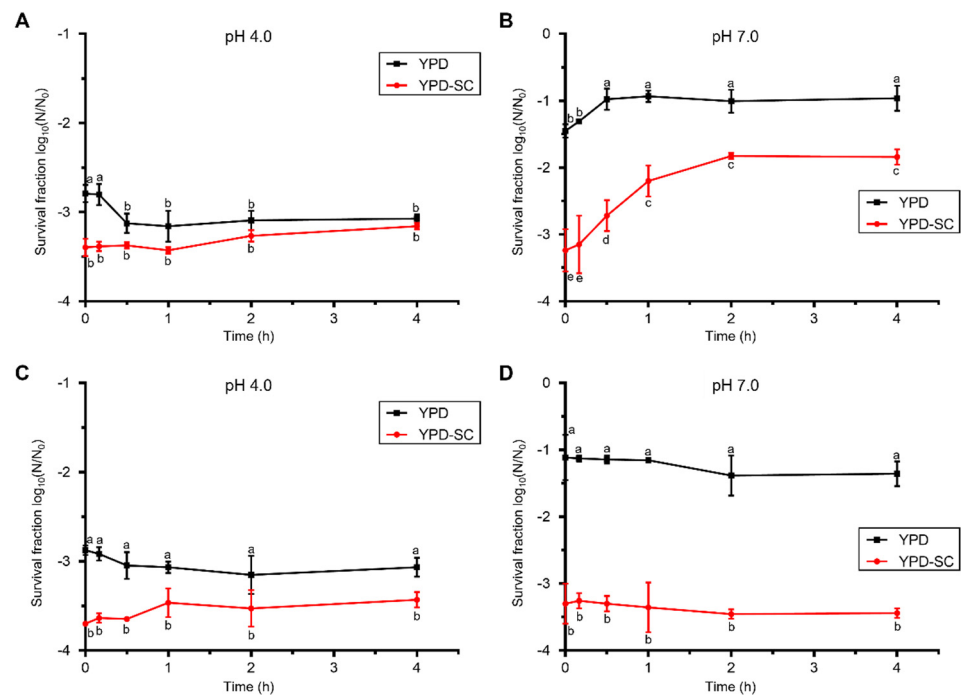 A
pH 4.0
YPD
YPD-SC
Survival fraction log10(N/N0)
-1
-2
-3
-4
a a b b b b
b b b b b b
0 1 2 3 4
Time (h)
B
pH 7.0
YPD
YPD-SC
Survival fraction log10(N/N0)
0
-1
-2
-3
-4
b b a a a a
e e d c c c
0 1 2 3 4
Time (h)
C
pH 4.0
YPD
YPD-SC
Survival fraction log10(N/N0)
-1
-2
-3
-4
a a a a a a
b b b b b b
0 1 2 3 4
Time (h)
D
pH 7.0
YPD
YPD-SC
Survival fraction log10(N/N0)
0
-1
-2
-3
-4
a a a a a a
b b b b b b
0 1 2 3 4
Time (h)